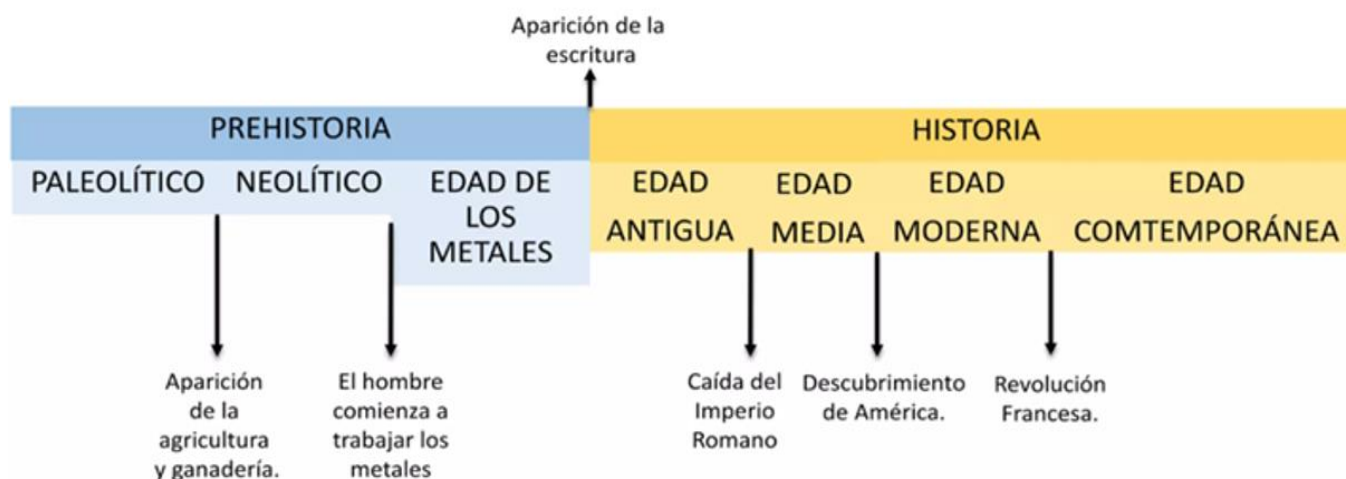 Aparición de la
escritura
PREHISTORIA
HISTORIA
PALEOLÍTICO
NEOLÍTICO
EDAD DE
LOS
METALES
EDAD
ANTIGUA
EDAD
MEDIA
EDAD
MODERNA
EDAD
COMTEMPORÁNEA
Aparición
de la
agricultura
y ganadería.
El hombre
comienza a
trabajar los
metales
Caída del
Imperio
Romano
Descubrimiento
de América.
Revolución
Francesa.